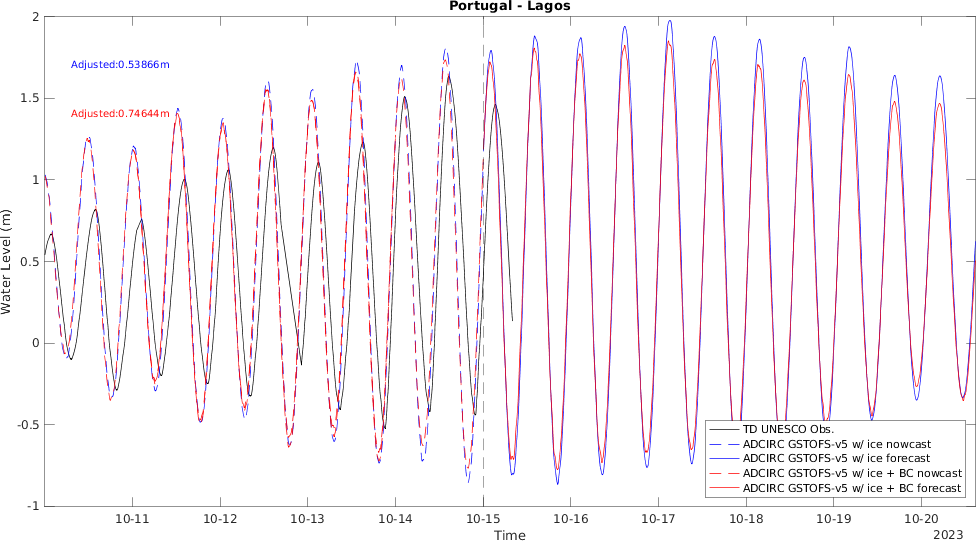 Portugal - Lagos
Adjusted:0.53866m
Adjusted:0.74644m
Water Level (m)
2
1.5
1
0.5
0
-0.5
-1
10-11 10-12 10-13 10-14 10-15 10-16 10-17 10-18 10-19 10-20
Time
2023
TD UNESCO Obs.
ADCIRC GSTOFS-v5 w/ ice nowcast
ADCIRC GSTOFS-v5 w/ ice forecast
ADCIRC GSTOFS-v5 w/ ice + BC nowcast
ADCIRC GSTOFS-v5 w/ ice + BC forecast